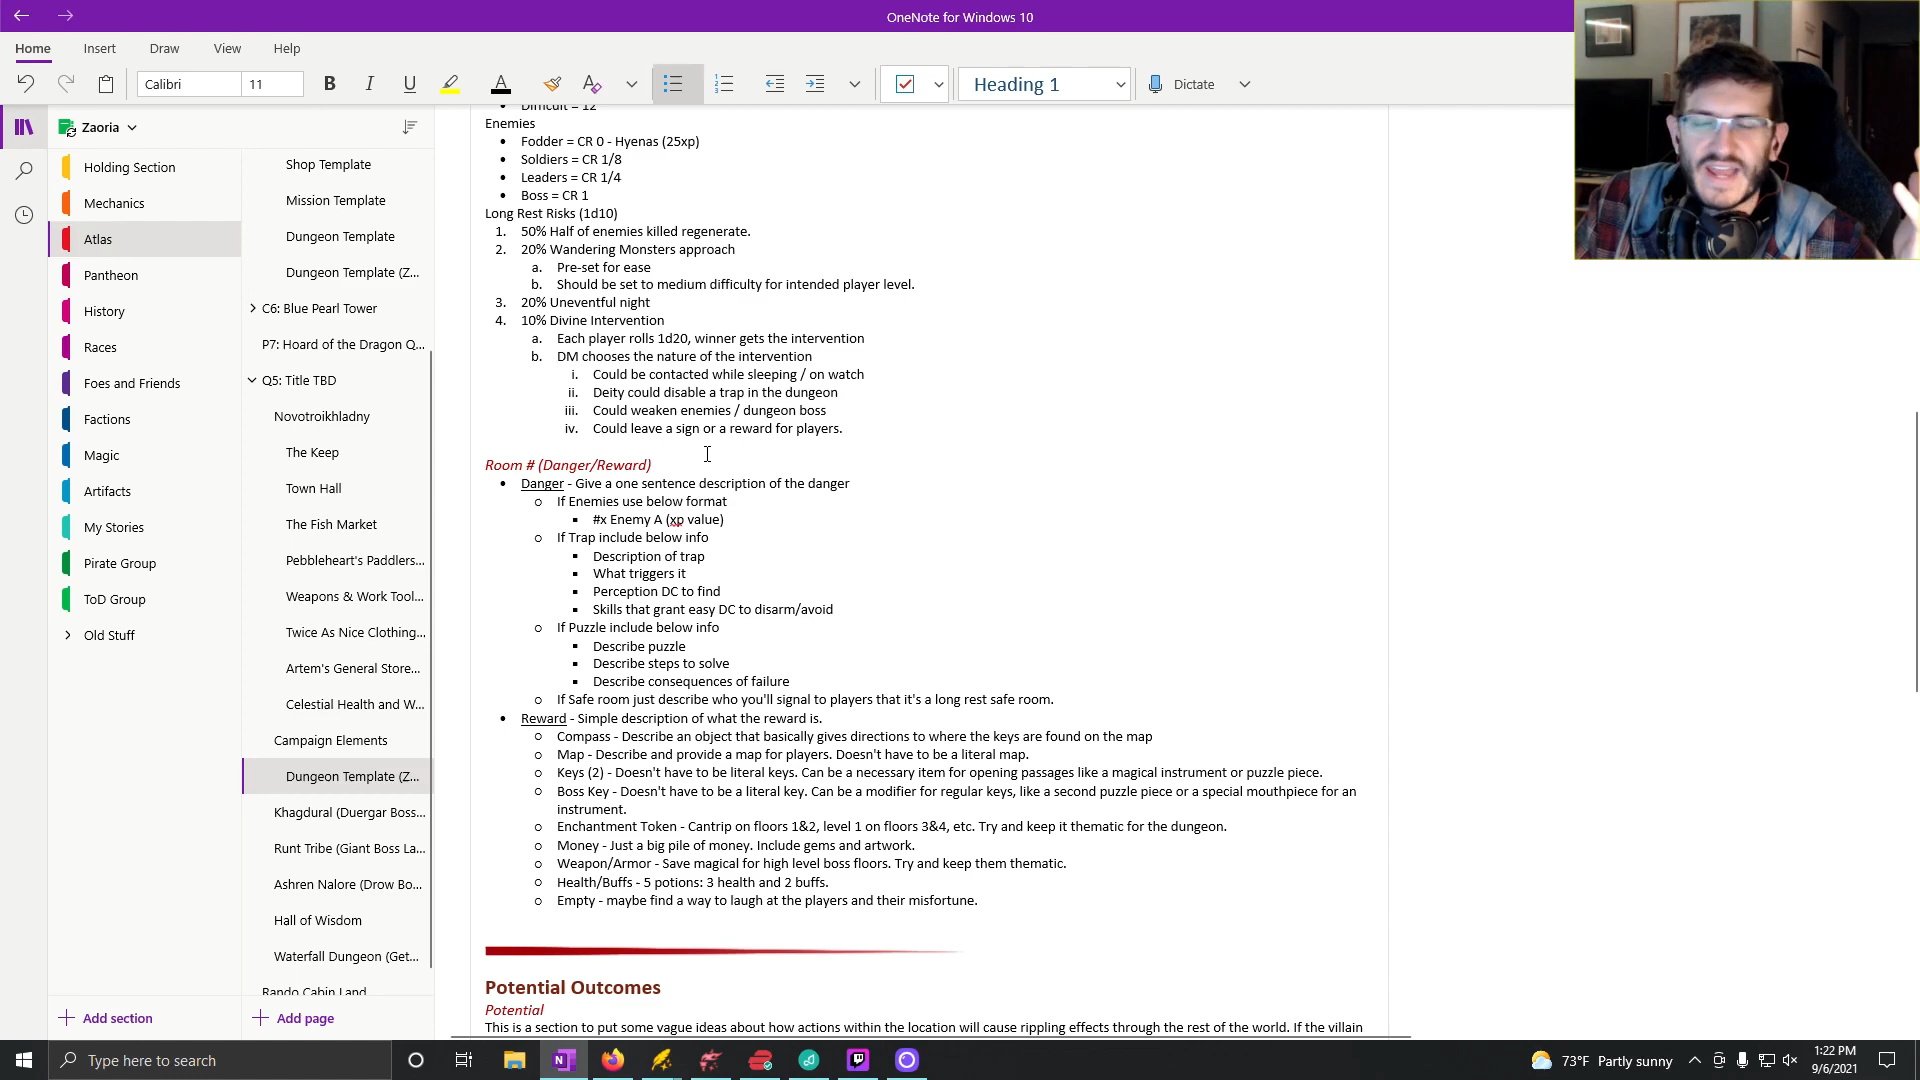 OneNote for Windows 10
Home
Insert
Draw
View
Help
Calibri
11
B
I
U
A
A
Heading 1
Dictate
Zaoria
Holding Section
Mechanics
Atlas
Pantheon
History
Races
Foes and Friends
Factions
Magic
Artifacts
My Stories
Pirate Group
ToD Group
Old Stuff
Add section
Shop Template
Mission Template
Dungeon Template
Dungeon Template (Z...
C6: Blue Pearl Tower
P7: Hoard of the Dragon Q...
Q5: Title TBD
Novotroikhladny
The Keep
Town Hall
The Fish Market
Pebbleheart's Paddlers...
Weapons & Work Tool...
Twice As Nice Clothing...
Artem's General Store...
Celestial Health and W...
Campaign Elements
Dungeon Template (Z...
Khagdural (Duergar Boss...
Runt Tribe (Giant Boss La...
Ashren Nalore (Drow Bo...
Hall of Wisdom
Waterfall Dungeon (Get...
Rando Cabin Land
Add page
• Difficult = 12
Enemies
• Fodder = CR 0 - Hyenas (25xp)
• Soldiers = CR 1/8
• Leaders = CR 1/4
• Boss = CR 1
Long Rest Risks (1d10)
1. 50% Half of enemies killed regenerate.
2. 20% Wandering Monsters approach
a. Pre-set for ease
b. Should be set to medium difficulty for intended player level.
3. 20% Uneventful night
4. 10% Divine Intervention
a. Each player rolls 1d20, winner gets the intervention
b. DM chooses the nature of the intervention
i. Could be contacted while sleeping / on watch
ii. Deity could disable a trap in the dungeon
iii. Could weaken enemies / dungeon boss
iv. Could leave a sign or a reward for players.
Room # (Danger/Reward)
• Danger - Give a one sentence description of the danger
o If Enemies use below format
▪ #x Enemy A (xp value)
o If Trap include below info
▪ Description of trap
▪ What triggers it
▪ Perception DC to find
▪ Skills that grant easy DC to disarm/avoid
o If Puzzle include below info
▪ Describe puzzle
▪ Describe steps to solve
▪ Describe consequences of failure
o If Safe room just describe who you'll signal to players that it's a long rest safe room.
• Reward - Simple description of what the reward is.
o Compass - Describe an object that basically gives directions to where the keys are found on the map
o Map - Describe and provide a map for players. Doesn't have to be a literal map.
o Keys (2) - Doesn't have to be literal keys. Can be a necessary item for opening passages like a magical instrument or puzzle piece.
o Boss Key - Doesn't have to be a literal key. Can be a modifier for regular keys, like a second puzzle piece or a special mouthpiece for an
instrument.
o Enchantment Token - Cantrip on floors 1&2, level 1 on floors 3&4, etc. Try and keep it thematic for the dungeon.
o Money - Just a big pile of money. Include gems and artwork.
o Weapon/Armor - Save magical for high level boss floors. Try and keep them thematic.
o Health/Buffs - 5 potions: 3 health and 2 buffs.
o Empty - maybe find a way to laugh at the players and their misfortune.
Potential Outcomes
Potential
This is a section to put some vague ideas about how actions within the location will cause rippling effects through the rest of the world. If the villain
Type here to search
73°F Partly sunny
1:22 PM
9/6/2021